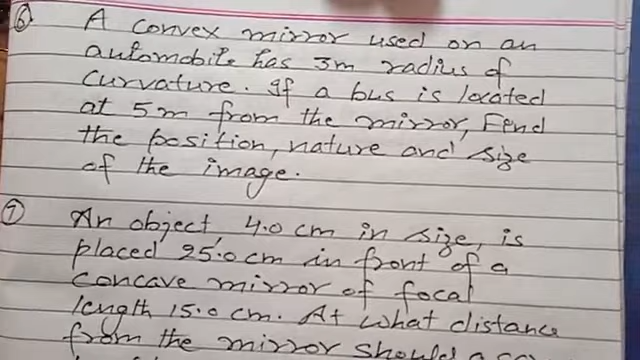 6 A convex mirror used on an
automobile has 3m radius of
curvature. If a bus is located
at 5m from the mirror, Fend
the position, nature and size
of the image.
7 An object 4.0 cm in size, is
placed 25.0 cm in front of a
concave mirror of focal
length 15.0 cm. At what distance
from the mirror should a